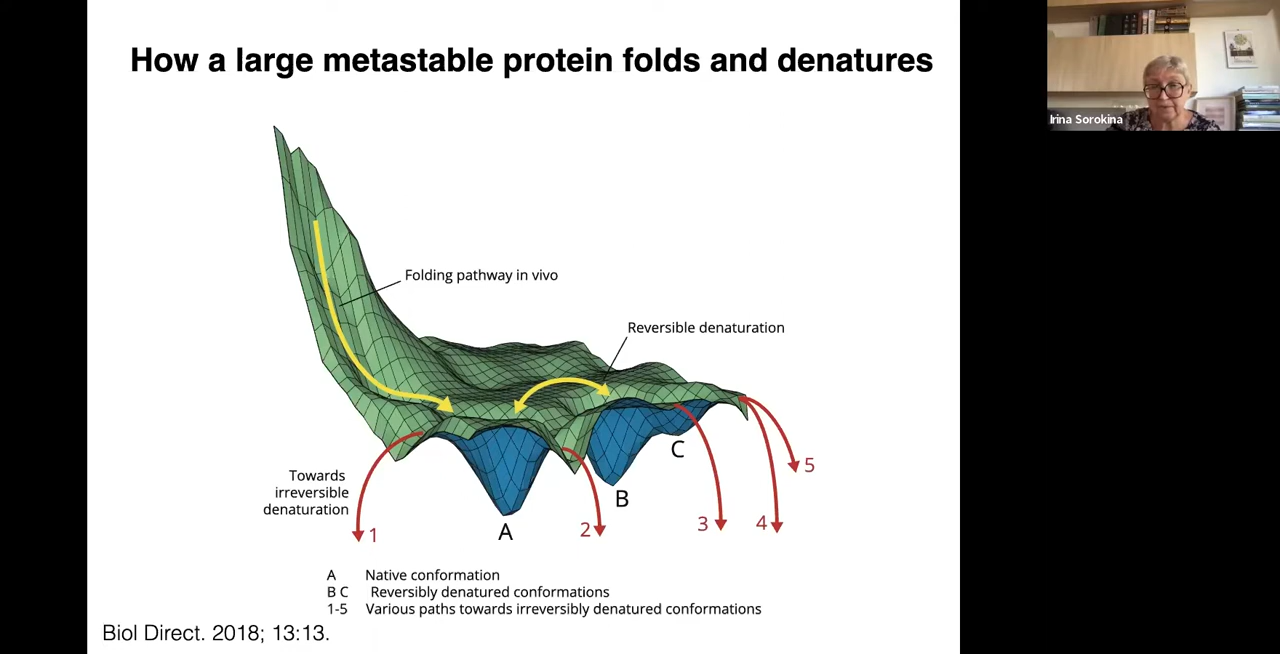 How a large metastable protein folds and denatures
Irina Sorokina
Folding pathway in vivo
Reversible denaturation
Towards
irreversible
denaturation
1
A
2
B
C
3
4
5
A Native conformation
B C Reversibly denatured conformations
1-5 Various paths towards irreversibly denatured conformations
Biol Direct. 2018; 13:13.